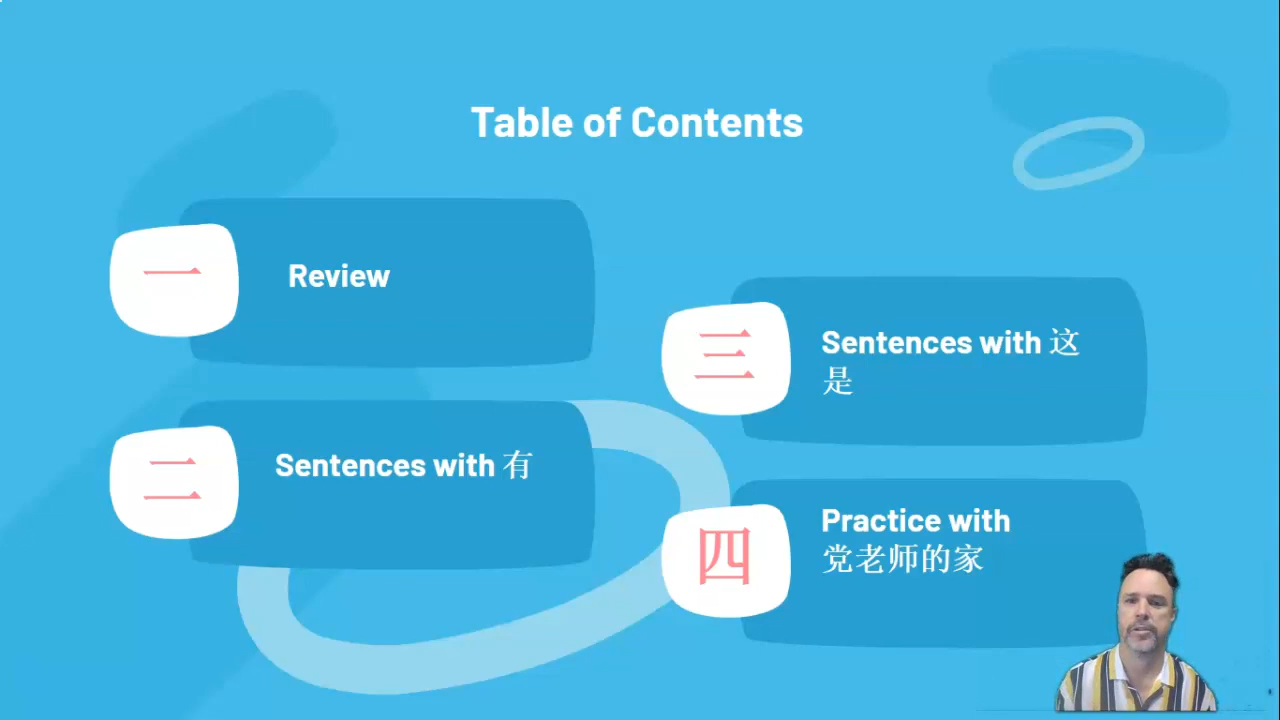 Table of Contents
一
Review
二
Sentences with 有
三
Sentences with 这
是
四
Practice with
党老师的家